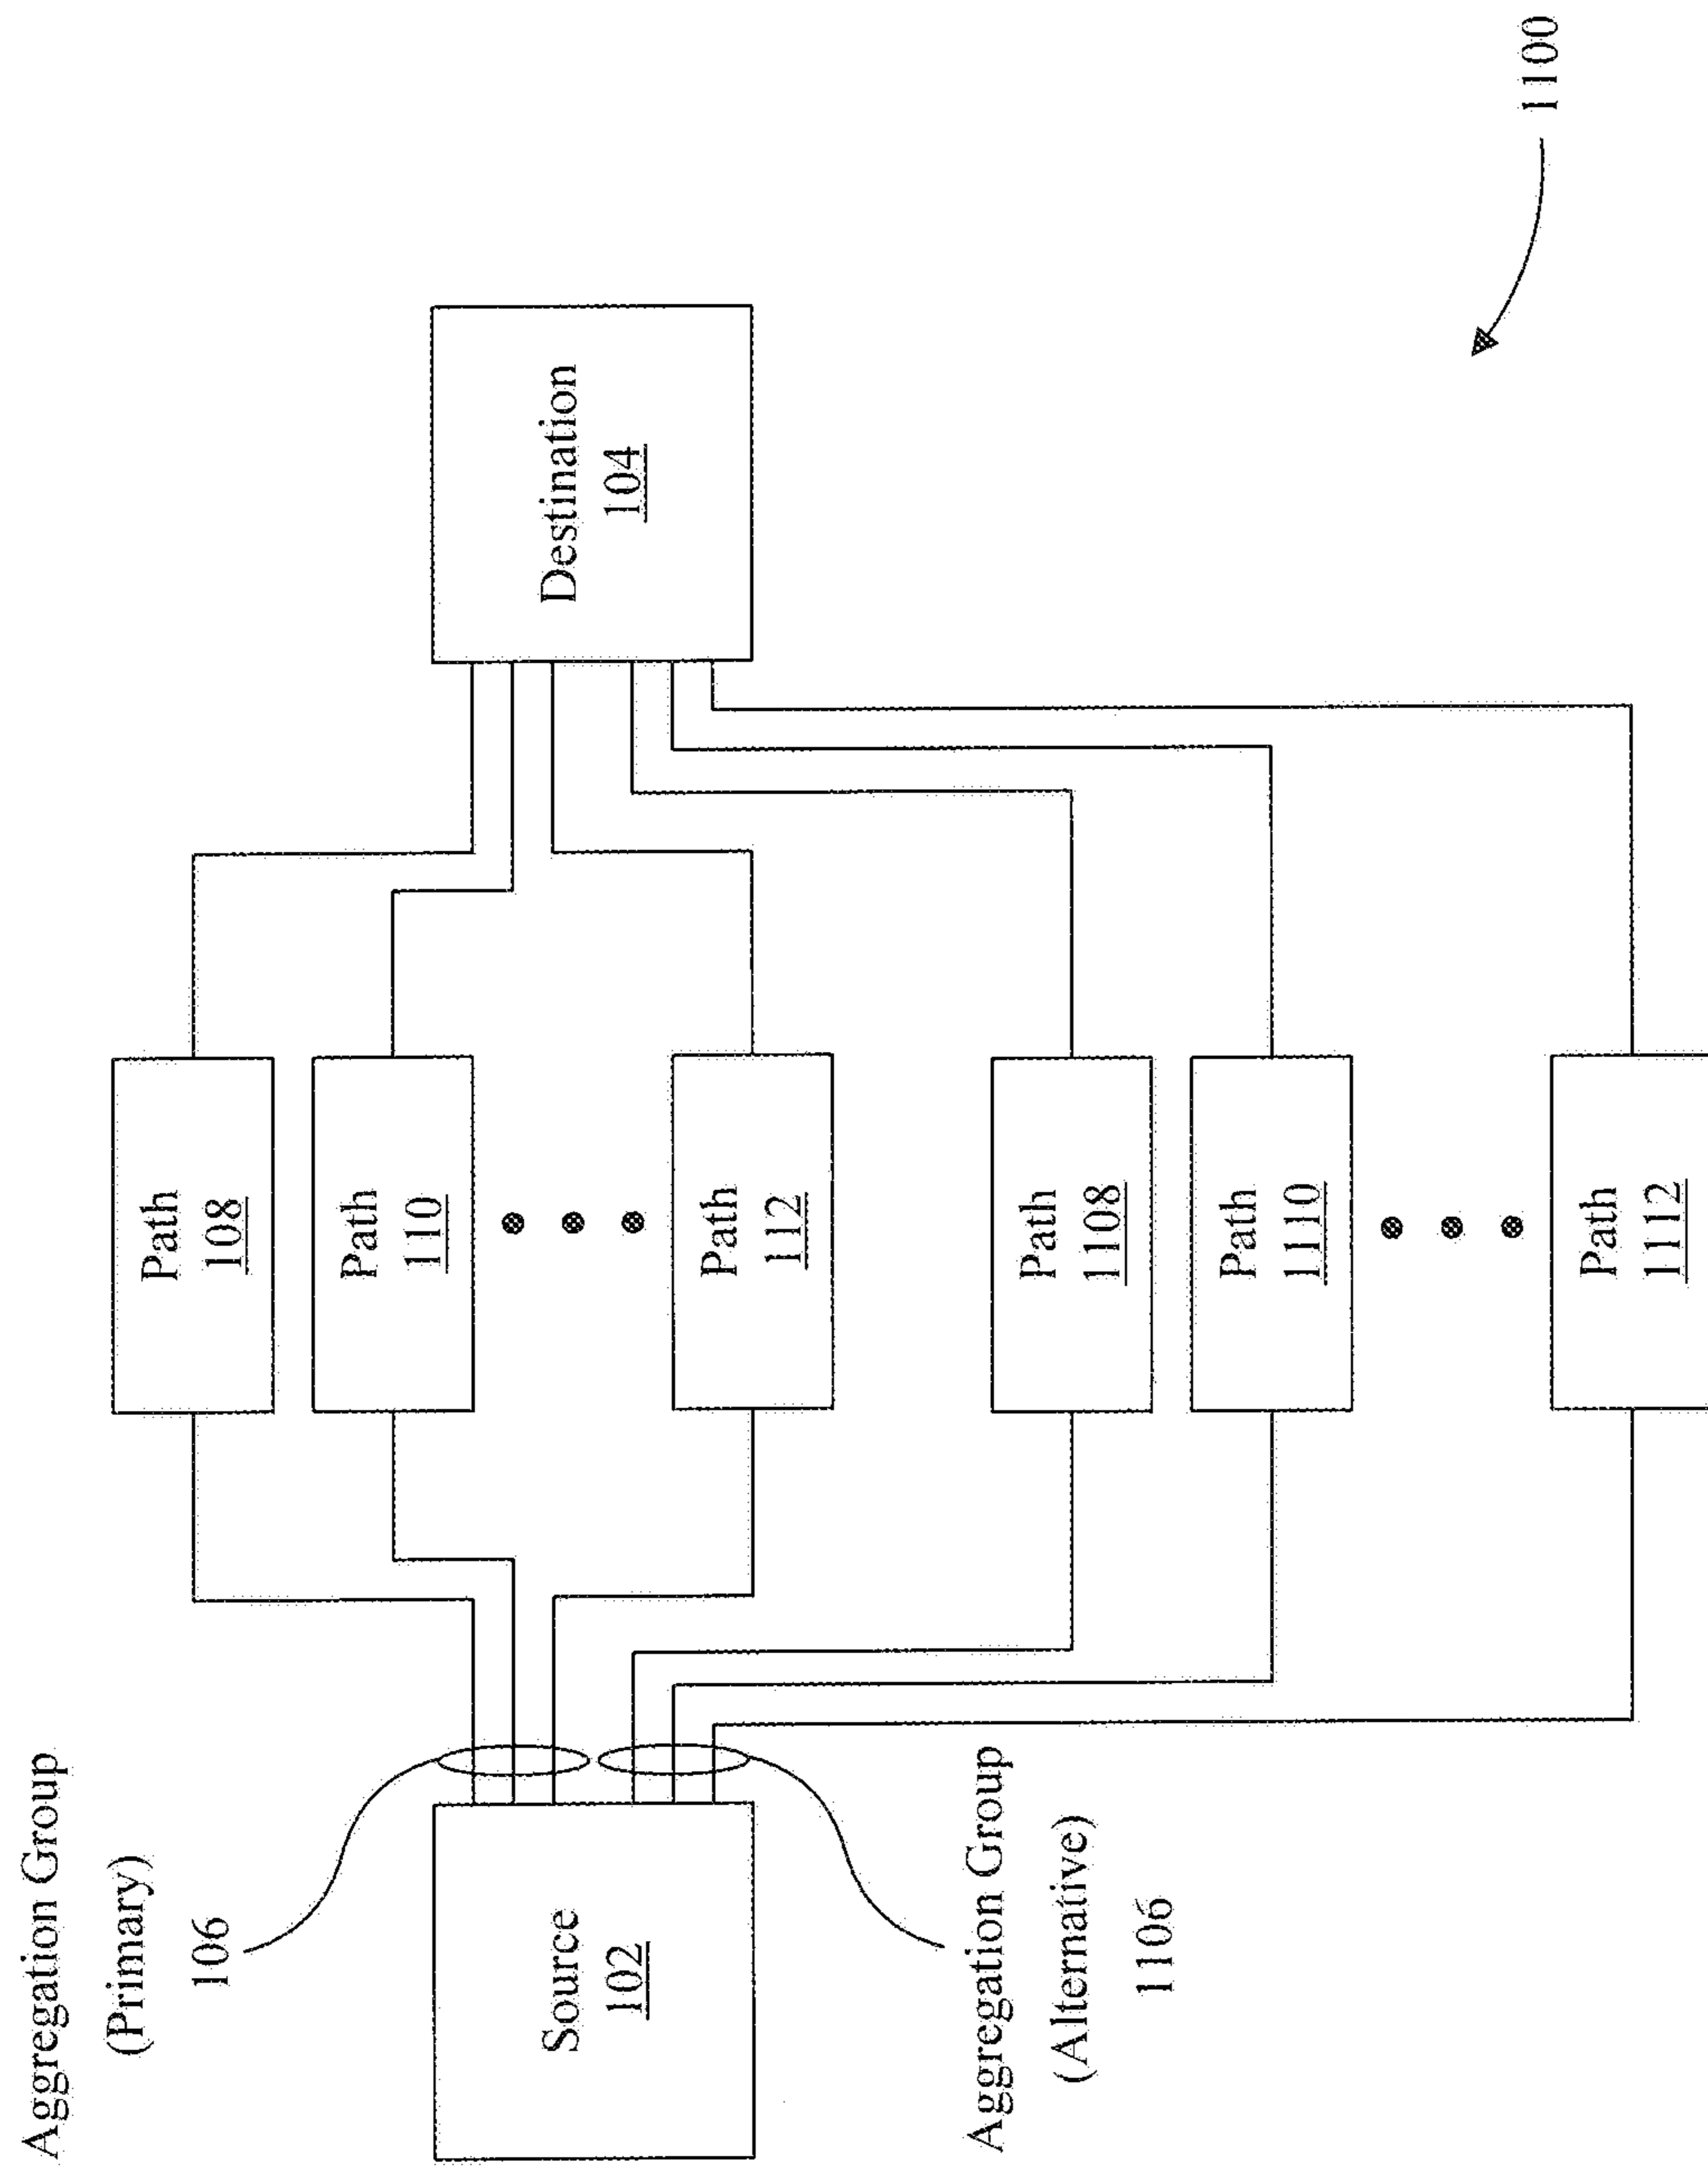 Aggregation Group
(Primary)
106
Source
102
Aggregation Group
(Alternative)
1106
Path
108
Path
110
Path
112
Path
1108
Path
1110
Path
1112
Destination
104
1100